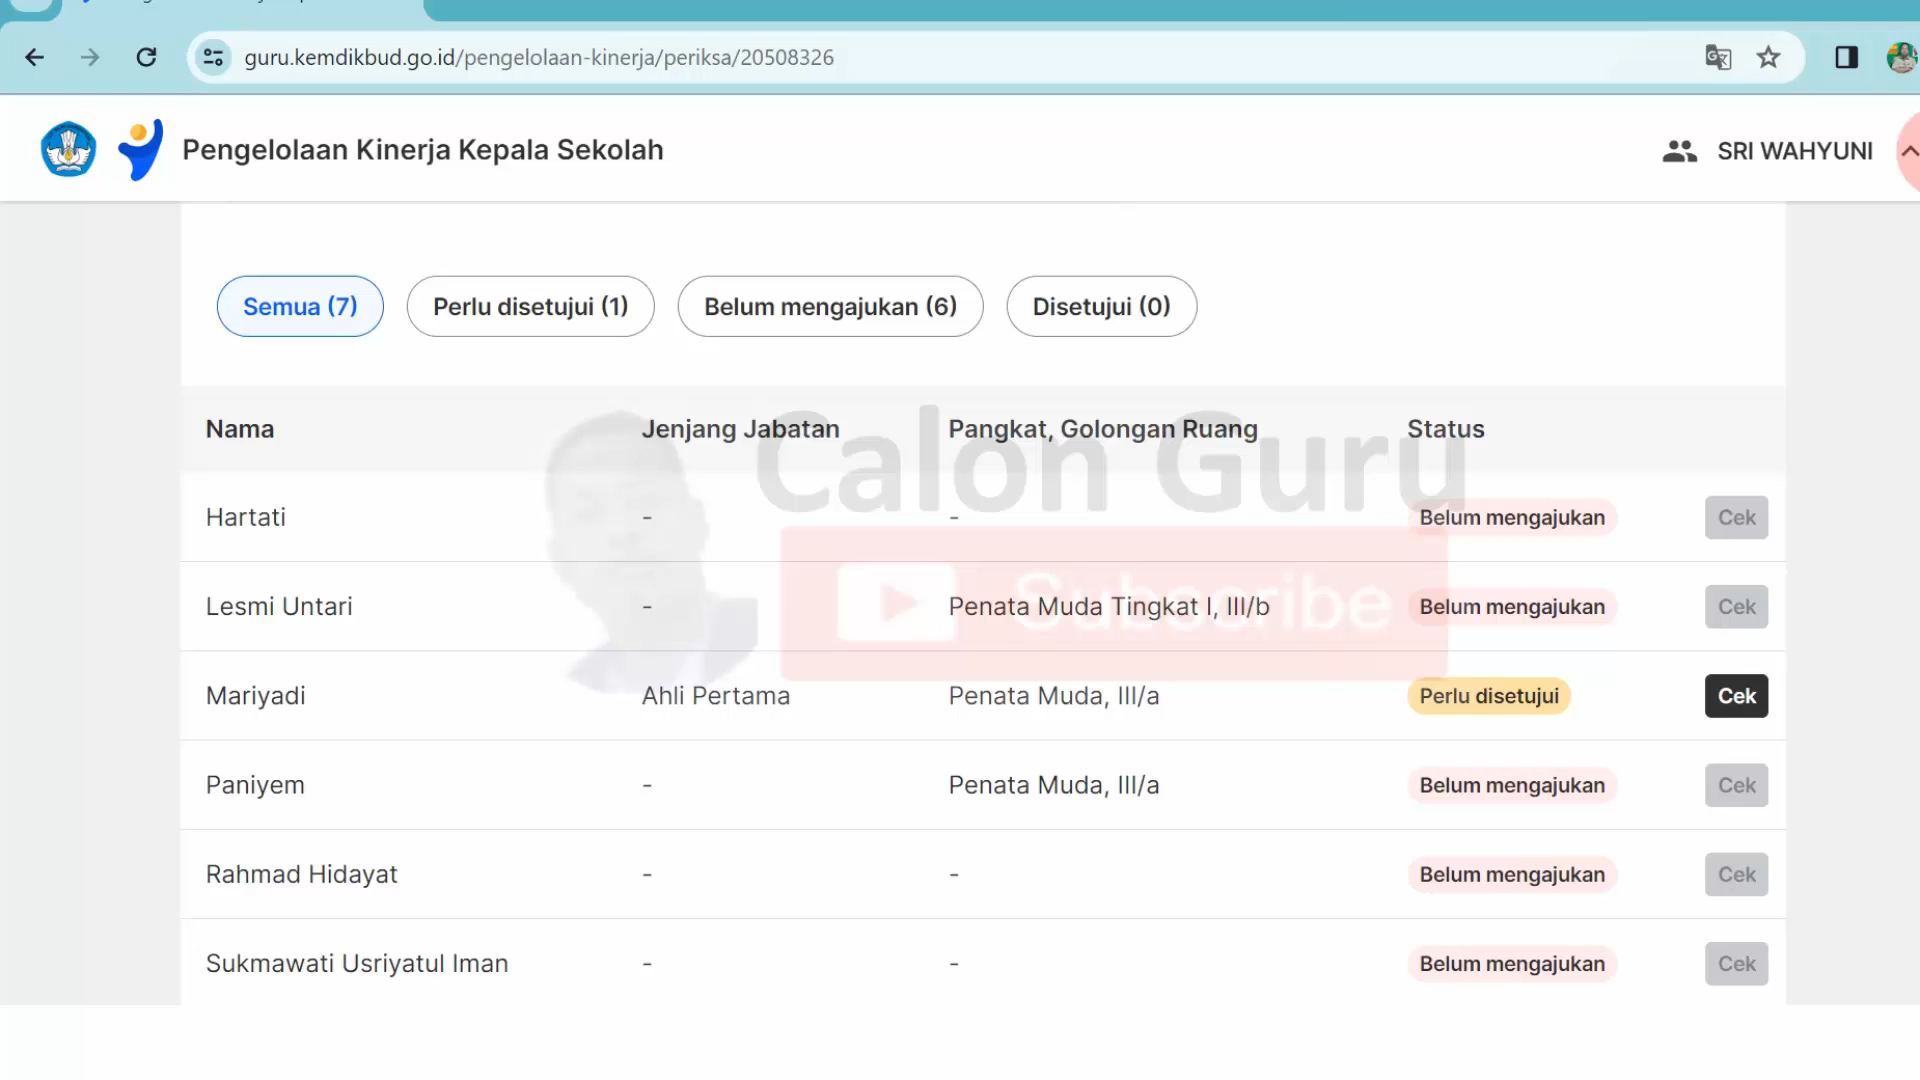 guru.kemdikbud.go.id/pengelolaan-kinerja/periksa/20508326
Pengelolaan Kinerja Kepala Sekolah
SRI WAHYUNI
Semua (7) Perlu disetujui (1) Belum mengajukan (6) Disetujui (0)
Nama Jenjang Jabatan Pangkat, Golongan Ruang Status
Calon Guru
Hartati - - Belum mengajukan Cek
Subscribe
Lesmi Untari - Penata Muda Tingkat I, III/b Belum mengajukan Cek
Mariyadi Ahli Pertama Penata Muda, III/a Perlu disetujui Cek
Paniyem - Penata Muda, III/a Belum mengajukan Cek
Rahmad Hidayat - - Belum mengajukan Cek
Sukmawati Usriyatul Iman - - Belum mengajukan Cek